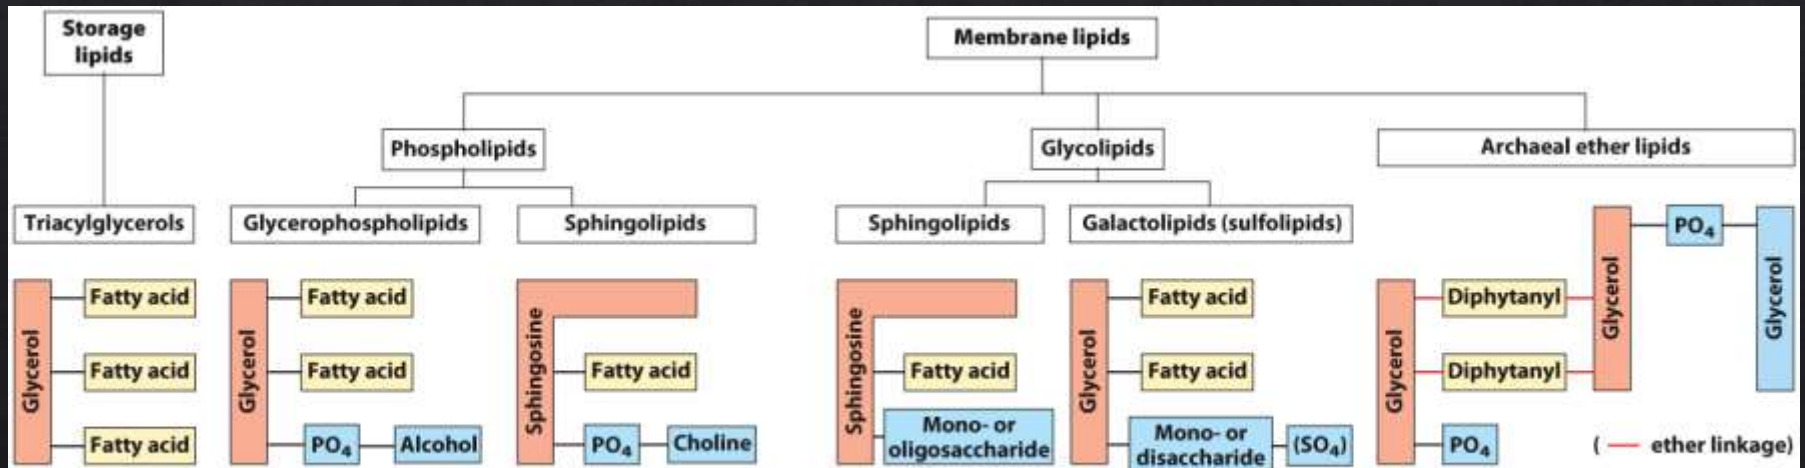 Storage
lipids
Membrane lipids
Phospholipids
Glycolipids
Archaeal ether lipids
Triacylglycerols
Glycerophospholipids
Sphingolipids
Sphingolipids
Galactolipids (sulfolipids)
Glycerol
Fatty acid
Fatty acid
Fatty acid
Glycerol
Fatty acid
Fatty acid
PO₄
Alcohol
Sphingosine
Fatty acid
PO₄
Choline
Sphingosine
Fatty acid
Mono- or
oligosaccharide
Glycerol
Fatty acid
Fatty acid
Mono- or
disaccharide
(SO₄)
Glycerol
Diphytanyl
Diphytanyl
PO₄
Glycerol
PO₄
Glycerol
( — ether linkage)